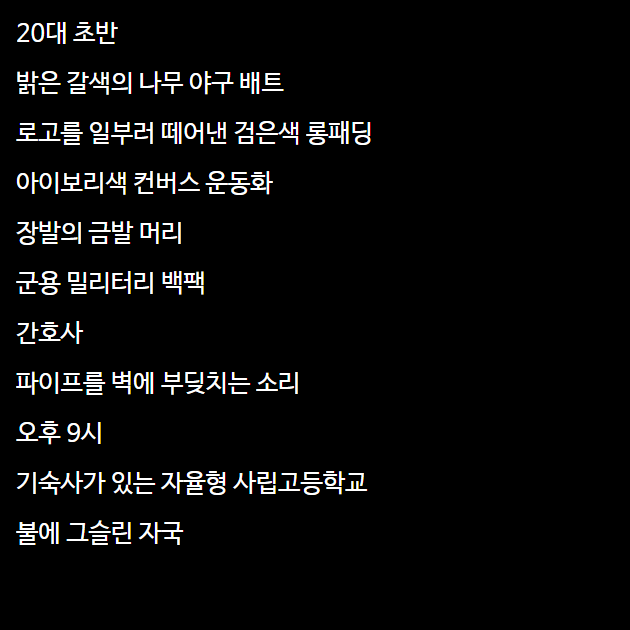 20대 초반
밝은 갈색의 나무 야구 배트
로고를 일부러 떼어낸 검은색 롱패딩
아이보리색 컨버스 운동화
장발의 금발 머리
군용 밀리터리 백팩
간호사
파이프를 벽에 부딪치는 소리
오후 9시
기숙사가 있는 자율형 사립고등학교
불에 그슬린 자국